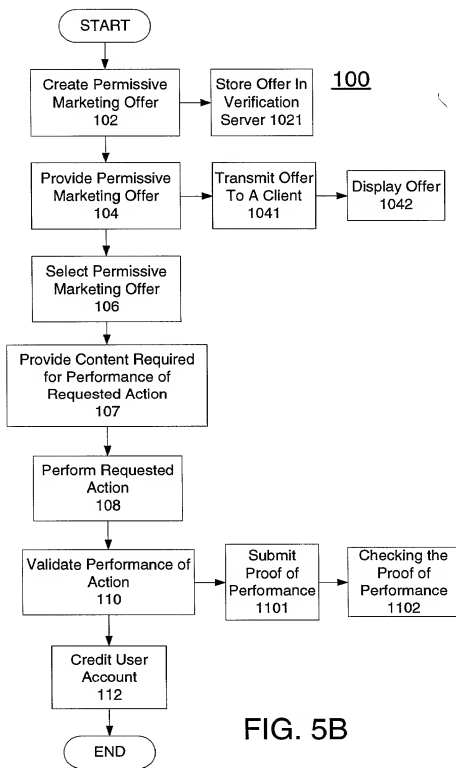 START
Create Permissive
Marketing Offer
102
Store Offer In
Verification
Server 1021
100
Provide Permissive
Marketing Offer
104
Transmit Offer
To A Client
1041
Display Offer
1042
Select Permissive
Marketing Offer
106
Provide Content Required
for Performance of
Requested Action
107
Perform Requested
Action
108
Validate Performance of
Action
110
Submit
Proof of
Performance
1101
Checking the
Proof of
Performance
1102
Credit User
Account
112
END
FIG. 5B